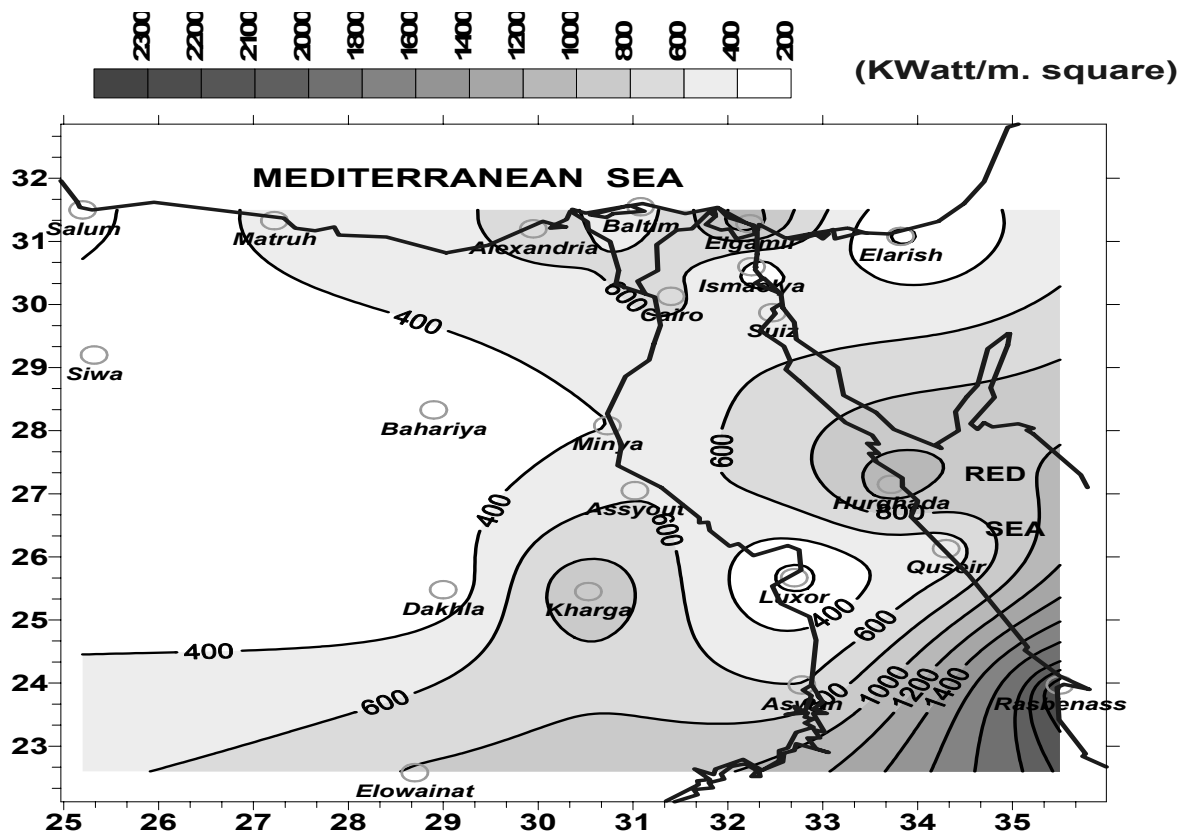 2300 2200 2000 1800 1600 1400 1200 1000 800 600 400 200
(KWatt/m. square)
32
MEDITERRANEAN SEA
Salum
Matruh
Alexandria
Baltim
Elgamil
Elarish
31
Ismaeliya
30
600
Cairo
Suiz
400
29
Siwa
28
Bahariya
Minya
600
RED
27
400
Assyout
600
Hurghada
800
SEA
26
Quseir
25
Dakhla
Kharga
Luxor
400
600
400
24
600
1000
1200
1400
Aswan
Rasbenass
23
Elowainat
25 26 27 28 29 30 31 32 33 34 35